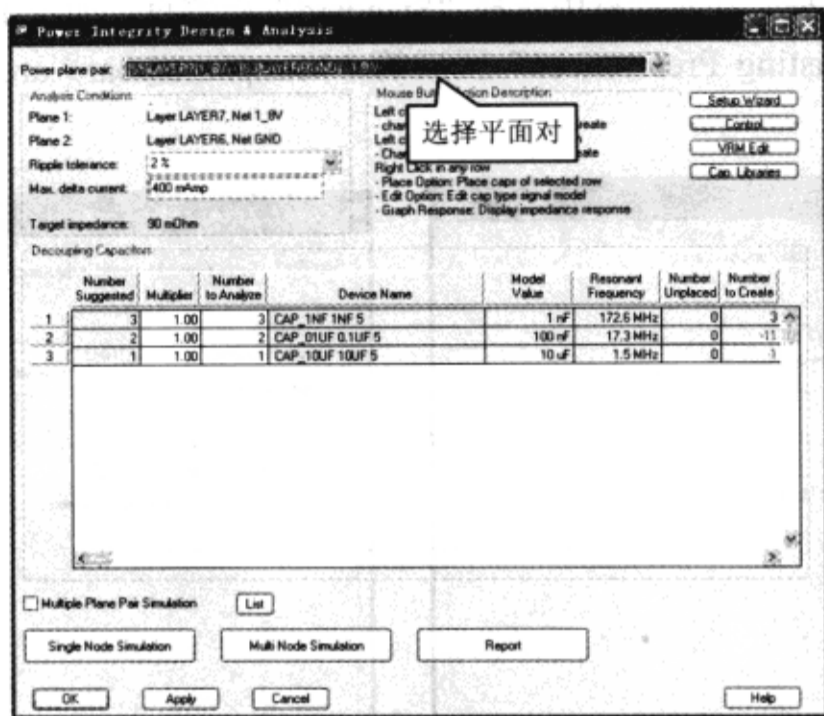 Power Integrity Design & Analysis
Power plane pair:
Analysis Conditions
Plane 1: Layer LAYER7, Net 1_8V
Plane 2: Layer LAYER6, Net GND
Ripple tolerance: 2 %
Max. delta current: 400 mAmp
Target impedance: 90 mOhm
Mouse Button Action Description
Left
选择平面对
Right Click in any row
- Place Option: Place caps of selected row
- Edit Option: Edit cap type signal model
- Graph Response: Display impedance response
Setup Wizard
Control
VRM Edit
Cap. Libraries
Decoupling Capacitors
Number Suggested Multiplier Number to Analyze Device Name Model Value Resonant Frequency Number Unplaced Number to Create
1 3 1.00 3 CAP_1NF 1NF 5 1 nF 172.6 MHz 0 3
2 2 1.00 2 CAP_01UF 0.1UF 5 100 nF 17.3 MHz 0 -11
3 1 1.00 1 CAP_10UF 10UF 5 10 uF 1.5 MHz 0
Multiple Plane Pair Simulation List
Single Node Simulation Multi Node Simulation Report
OK Apply Cancel Help